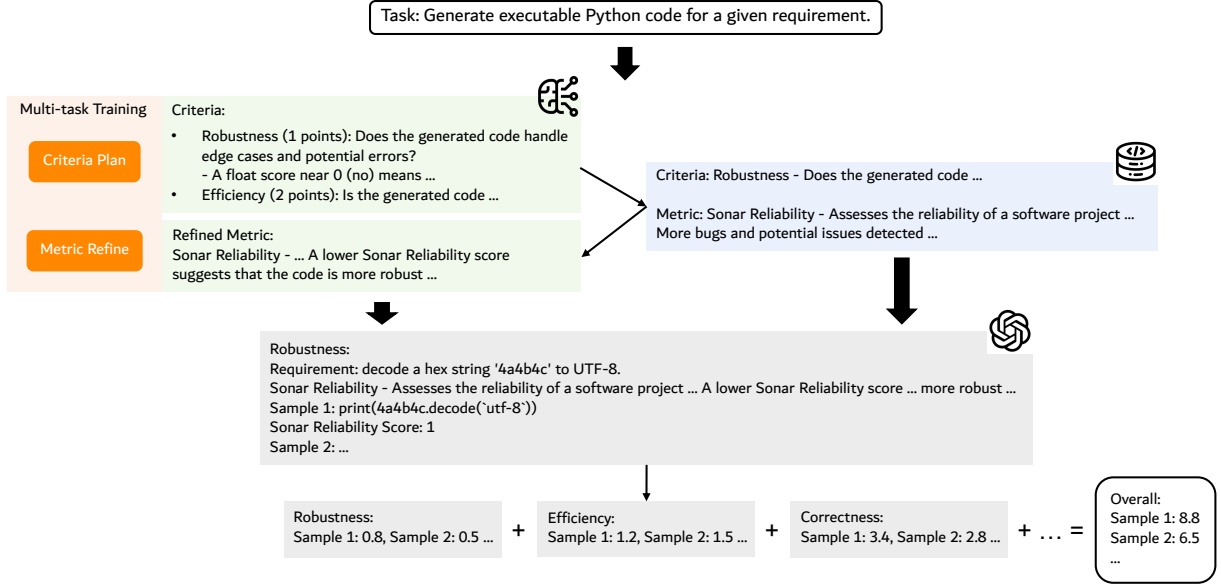 Task: Generate executable Python code for a given requirement.
Multi-task Training
Criteria Plan
Metric Refine
Criteria:
• Robustness (1 points): Does the generated code handle
edge cases and potential errors?
- A float score near 0 (no) means ...
• Efficiency (2 points): Is the generated code ...
Refined Metric:
Sonar Reliability - ... A lower Sonar Reliability score
suggests that the code is more robust ...
Criteria: Robustness - Does the generated code ...
Metric: Sonar Reliability - Assesses the reliability of a software project ...
More bugs and potential issues detected ...
Robustness:
Requirement: decode a hex string '4a4b4c' to UTF-8.
Sonar Reliability - Assesses the reliability of a software project ... A lower Sonar Reliability score ... more robust ...
Sample 1: print(4a4b4c.decode(`utf-8`))
Sonar Reliability Score: 1
Sample 2: ...
Robustness:
Sample 1: 0.8, Sample 2: 0.5 ...
+
Efficiency:
Sample 1: 1.2, Sample 2: 1.5 ...
+
Correctness:
Sample 1: 3.4, Sample 2: 2.8 ...
+ ... =
Overall:
Sample 1: 8.8
Sample 2: 6.5
...